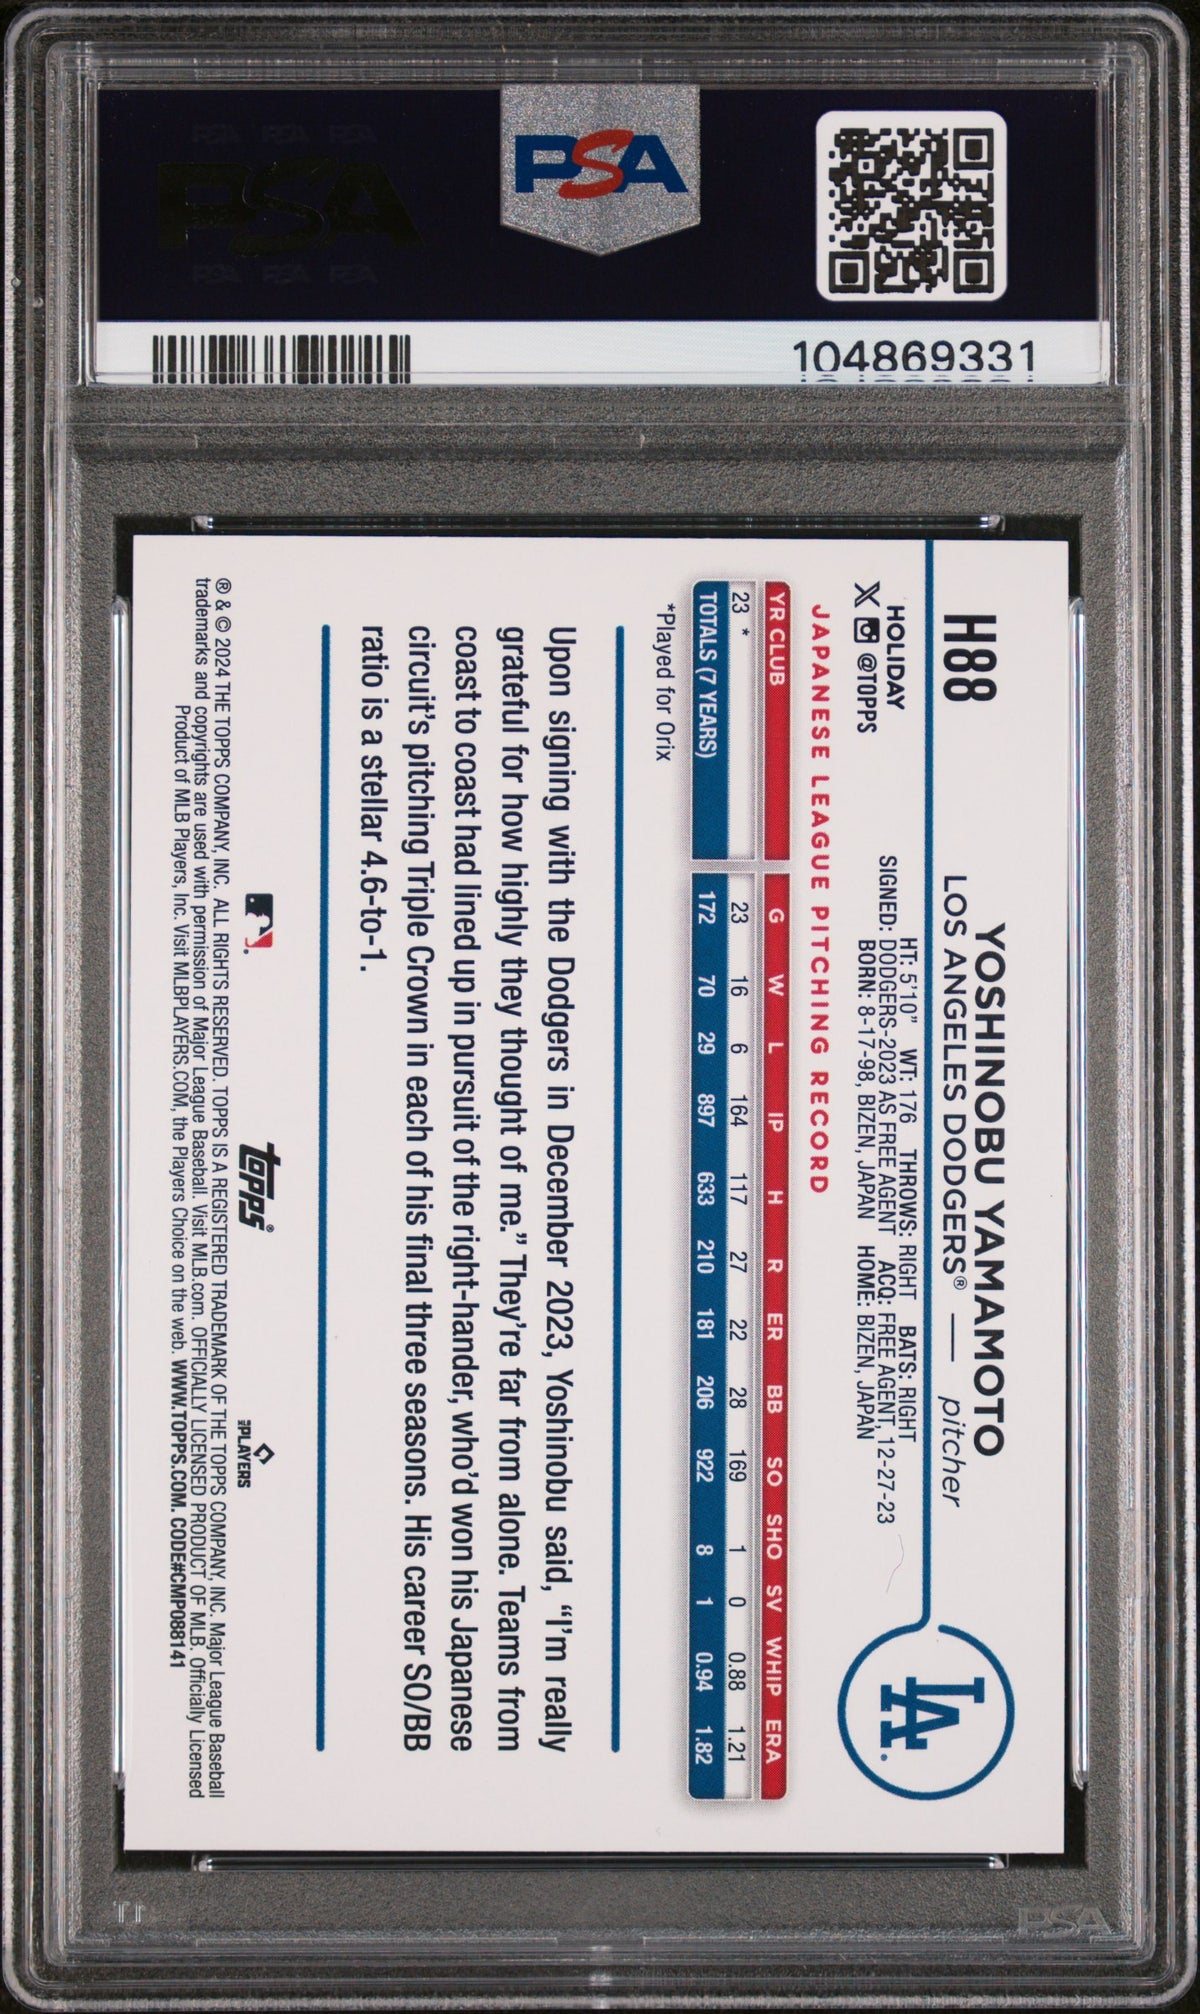 PSA
PSA PSA PSA
PSA
PSA PSA PSA
104869331
H88
YOSHINOBU YAMAMOTO
LOS ANGELES DODGERS® — pitcher
LA
HOLIDAY
X @TOPPS
HT: 5'10" WT: 176 THROWS: RIGHT BATS: RIGHT
SIGNED: DODGERS-2023 AS FREE AGENT ACQ: FREE AGENT, 12-27-23
BORN: 8-17-98, BIZEN, JAPAN HOME: BIZEN, JAPAN
JAPANESE LEAGUE PITCHING RECORD
YR CLUB G W L IP H R ER BB SO SHO SV WHIP ERA
23 * 23 16 6 164 117 27 22 28 169 1 0 0.88 1.21
TOTALS (7 YEARS) 172 70 29 897 633 210 181 206 922 8 1 0.94 1.82
*Played for Orix
Upon signing with the Dodgers in December 2023, Yoshinobu said, “I’m really
grateful for how highly they thought of me.” They’re far from alone. Teams from
coast to coast had lined up in pursuit of the right-hander, who’d won his Japanese
circuit’s pitching Triple Crown in each of his final three seasons. His career SO/BB
ratio is a stellar 4.6-to-1.
topps®
PLAYERS
® & © 2024 THE TOPPS COMPANY, INC. ALL RIGHTS RESERVED. TOPPS IS A REGISTERED TRADEMARK OF THE TOPPS COMPANY, INC. Major League Baseball
trademarks and copyrights are used with permission of Major League Baseball. Visit MLB.com. OFFICIALLY LICENSED PRODUCT OF MLB. Officially Licensed
Product of MLB Players, Inc. Visit MLBPLAYERS.COM, the Players Choice on the web. WWW.TOPPS.COM. CODE#CMP088141
PSA